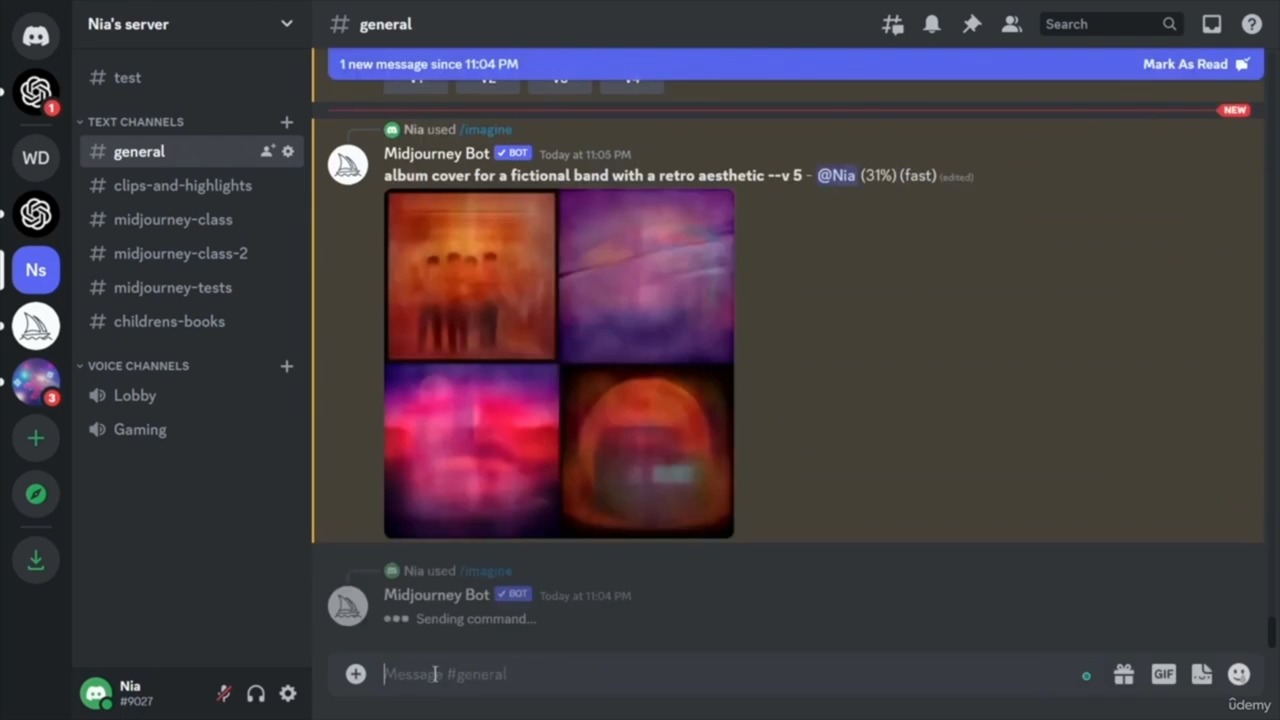 Nia's server
# general
Search
1 new message since 11:04 PM
Mark As Read
# test
1
NEW
TEXT CHANNELS
Nia used /imagine
WD
# general
Midjourney Bot BOT Today at 11:05 PM
album cover for a fictional band with a retro aesthetic --v 5 - @Nia (31%) (fast) (edited)
# clips-and-highlights
# midjourney-class
# midjourney-class-2
Ns
# midjourney-tests
# childrens-books
VOICE CHANNELS
3
Lobby
Gaming
Nia used /imagine
Midjourney Bot BOT Today at 11:04 PM
Sending command...
Message #general
GIF
Nia
#9027
ûdemy